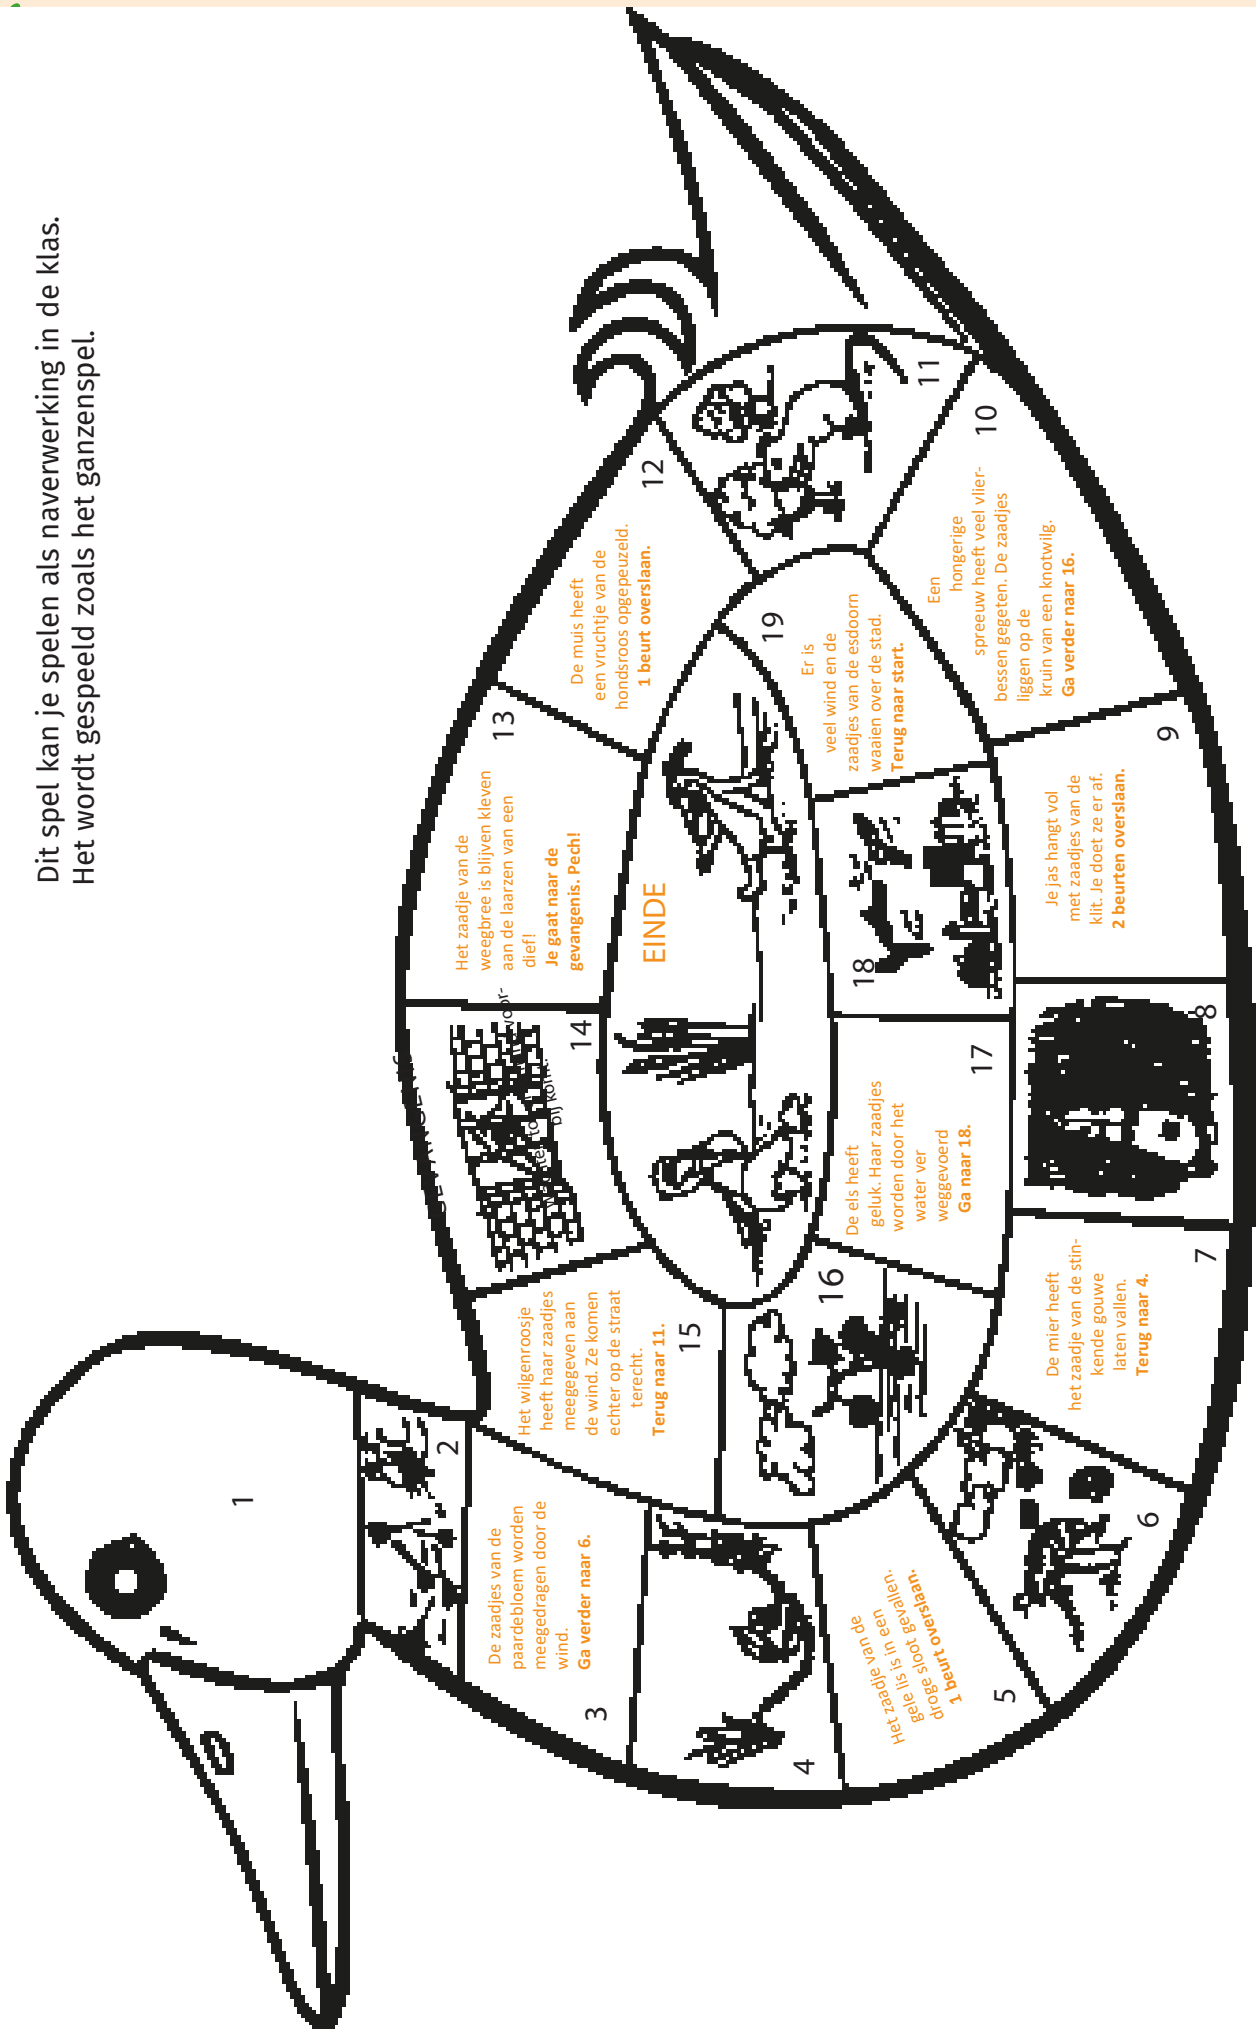 Dit spel kan je spelen als naverwerking in de klas.
Het wordt gespeeld zoals het ganzenspel.
1
2
De zaadjes van de
paardebloem worden
meegedragen door de
wind.
Ga verder naar 6.
3
4
Het zaadje van de
gele lis is in een
droge sloot gevallen.
1 beurt overslaan.
5
6
De mier heeft
het zaadje van de stin-
kende gouwe
laten vallen.
Terug naar 4.
7
8
Je jas hangt vol
met zaadjes van de
klit. Je doet ze er af.
2 beurten overslaan.
9
Een
hongerige
spreeuw heeft veel vlier-
bessen gegeten. De zaadjes
liggen op de
kruin van een knotwilg.
Ga verder naar 16.
10
11
De muis heeft
een vruchtje van de
hondsroos opgepeuzeld.
1 beurt overslaan.
12
Het zaadje van de
weegbree is blijven kleven
aan de laarzen van een
dief!
Je gaat naar de
gevangenis. Pech!
13
GEVANGENIS
voor-
bij komt.
14
Het wilgenroosje
heeft haar zaadjes
meegegeven aan
de wind. Ze komen
echter op de straat
terecht.
Terug naar 11.
15
16
De els heeft
geluk. Haar zaadjes
worden door het
water ver
weggevoerd
Ga naar 18.
17
18
Er is
veel wind en de
zaadjes van de esdoorn
waaien over de stad.
Terug naar start.
19
EINDE